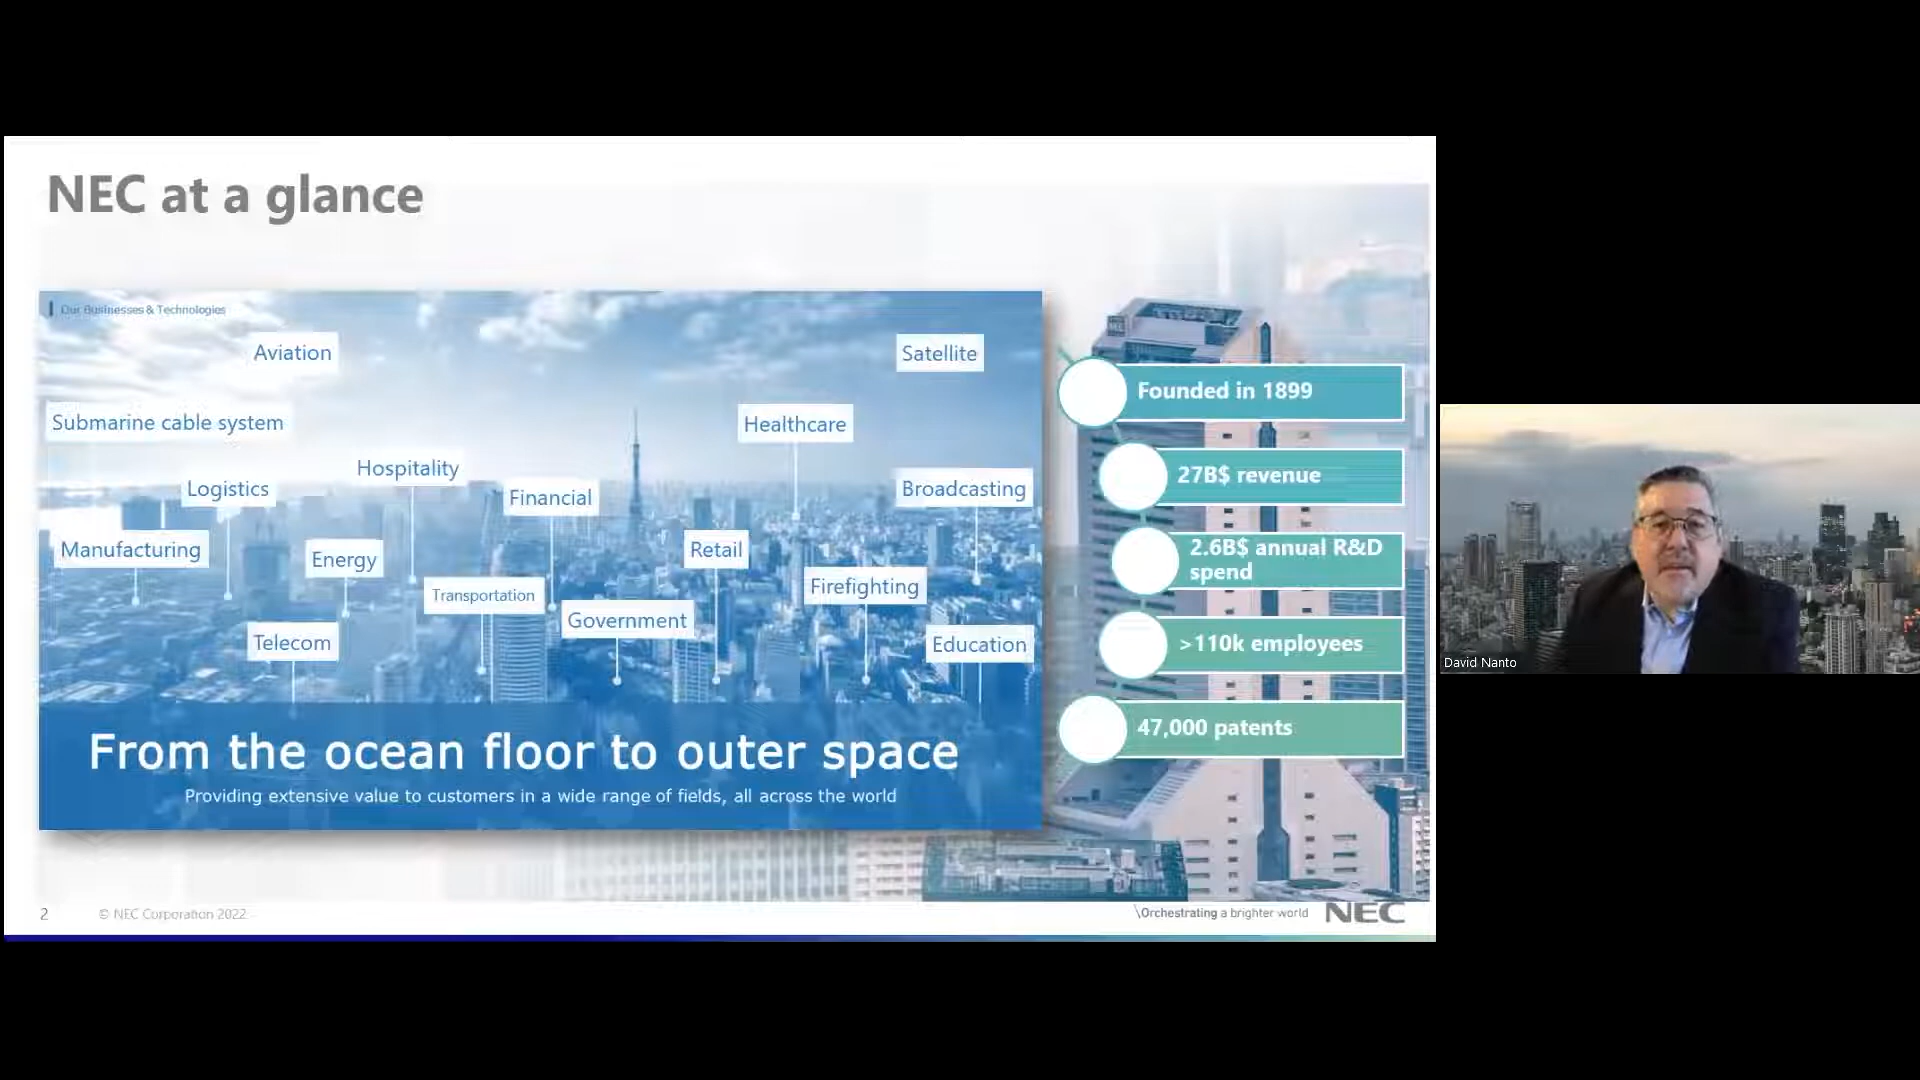 NEC at a glance
Our Businesses & Technologies
Aviation
Satellite
Submarine cable system
Healthcare
Hospitality
Logistics
Financial
Broadcasting
Manufacturing
Energy
Retail
Transportation
Firefighting
Government
Telecom
Education
From the ocean floor to outer space
Providing extensive value to customers in a wide range of fields, all across the world
Founded in 1899
27B$ revenue
2.6B$ annual R&D
spend
>110k employees
47,000 patents
2
© NEC Corporation 2022
\Orchestrating a brighter world
NEC
David Nanto